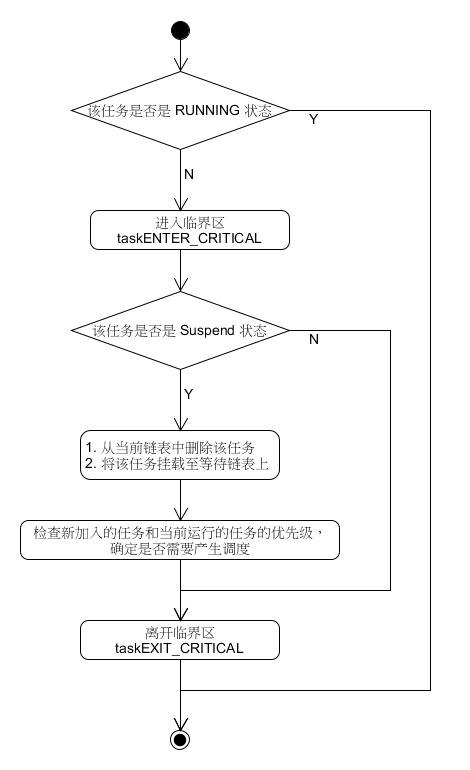 该任务是否是 RUNNING 状态
Y
N
进入临界区
taskENTER_CRITICAL
该任务是否是 Suspend 状态
N
Y
1. 从当前链表中删除该任务
2. 将该任务挂载至等待链表上
检查新加入的任务和当前运行的任务的优先级，
确定是否需要产生调度
离开临界区
taskEXIT_CRITICAL